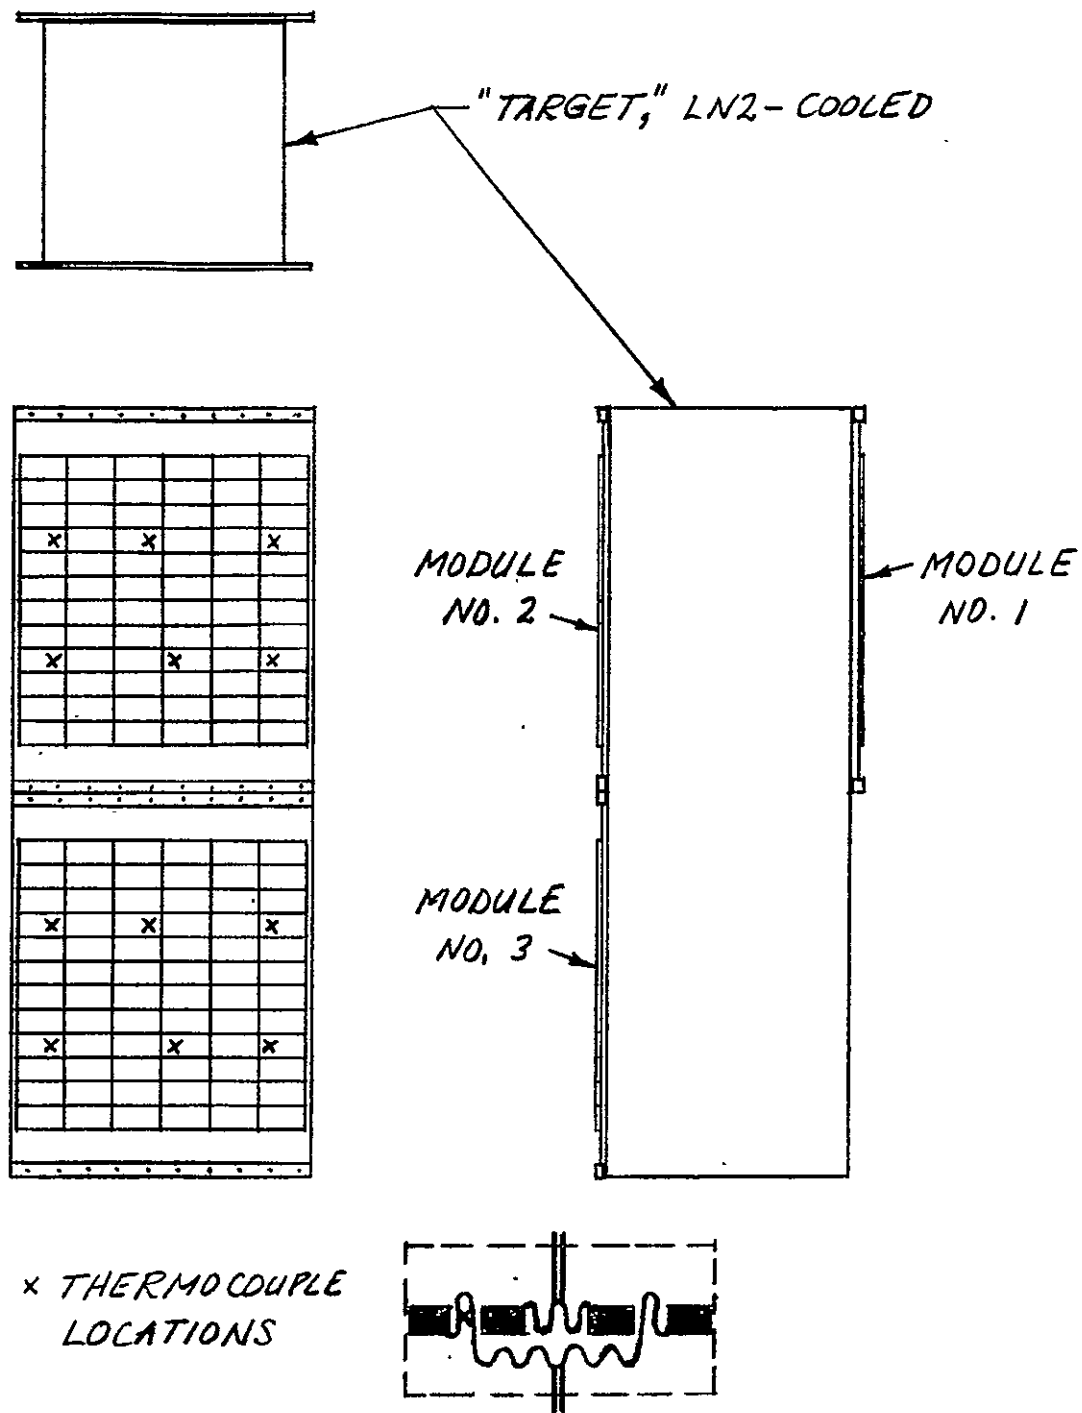 "TARGET," LN2-COOLED
MODULE
NO. 2
MODULE
NO. 1
MODULE
NO. 3
x THERMOCOUPLE
LOCATIONS